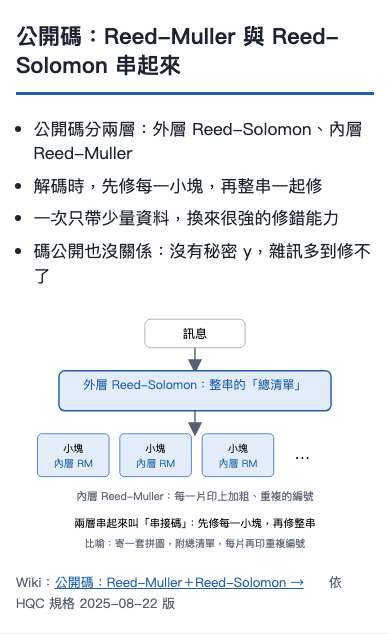 公開碼：Reed-Muller 與 Reed-
Solomon 串起來
• 公開碼分兩層：外層 Reed-Solomon、內層
Reed-Muller
• 解碼時，先修每一小塊，再整串一起修
• 一次只帶少量資料，換來很強的修錯能力
• 碼公開也沒關係：沒有秘密 y，雜訊多到修不
了
訊息
外層 Reed-Solomon：整串的「總清單」
小塊 小塊 小塊
內層 RM 內層 RM 內層 RM …
內層 Reed-Muller：每一片印上加粗、重複的編號
兩層串起來叫「串接碼」：先修每一小塊，再修整串
比喻：寄一套拼圖，附總清單，每片再印重複編號
Wiki：公開碼：Reed-Muller＋Reed-Solomon → 依
HQC 規格 2025-08-22 版